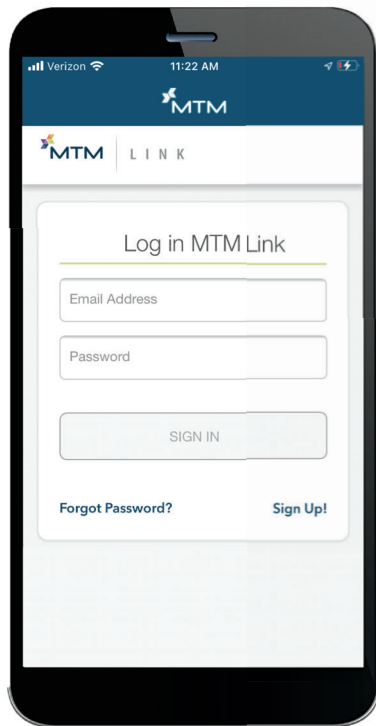 Verizon 11:22 AM
MTM
MTM LINK
Log in MTM Link
Email Address
Password
SIGN IN
Forgot Password? Sign Up!